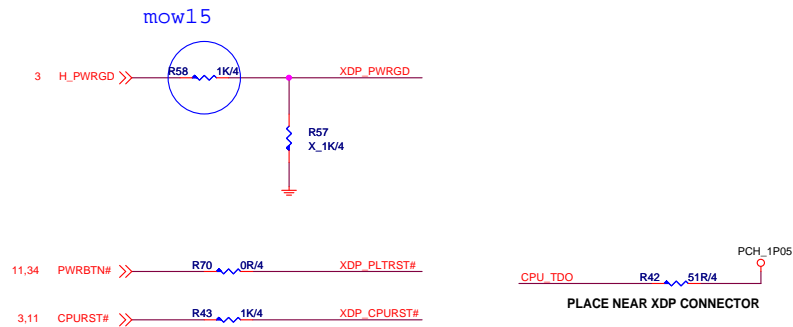 mow15
3 H_PWRGD R58 1K/4 XDP_PWRGD
R57
X_1K/4
11,34 PWRBTN# R70 0R/4 XDP_PLTRST#
3,11 CPURST# R43 1K/4 XDP_CPURST#
PCH_1P05
CPU_TDO R42 51R/4
PLACE NEAR XDP CONNECTOR